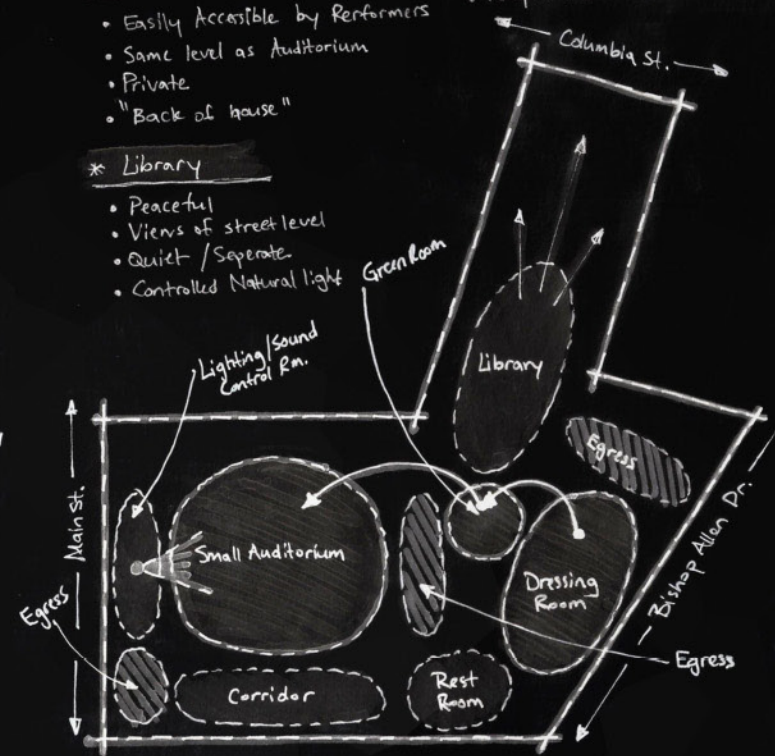 • Easily Accesible by Performers
• Same level as Auditorium
• Private
• "Back of house"
* Library
• Peaceful
• Views of street level
• Quiet / Seperate
• Controlled Natural light
Columbia St.
Green Room
Library
Lighting/Sound
Control Rm.
Egress
Main St.
Small Auditorium
Dressing
Room
Bishop Allen Dr.
Egress
Egress
Corridor
Rest
Room